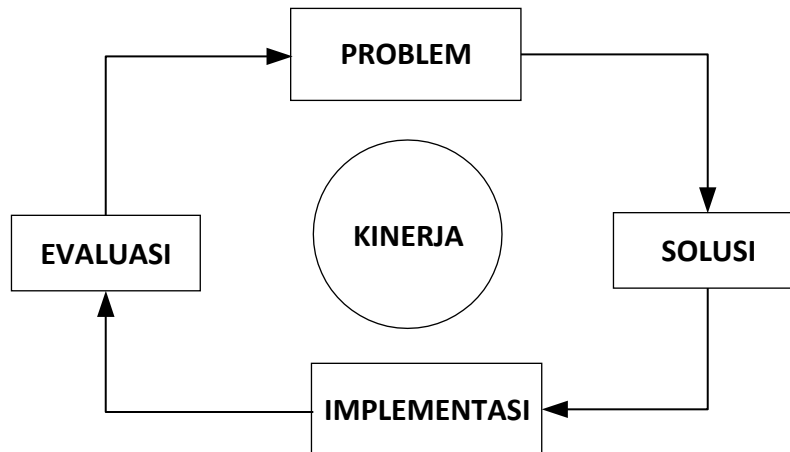 PROBLEM
KINERJA
EVALUASI
SOLUSI
IMPLEMENTASI